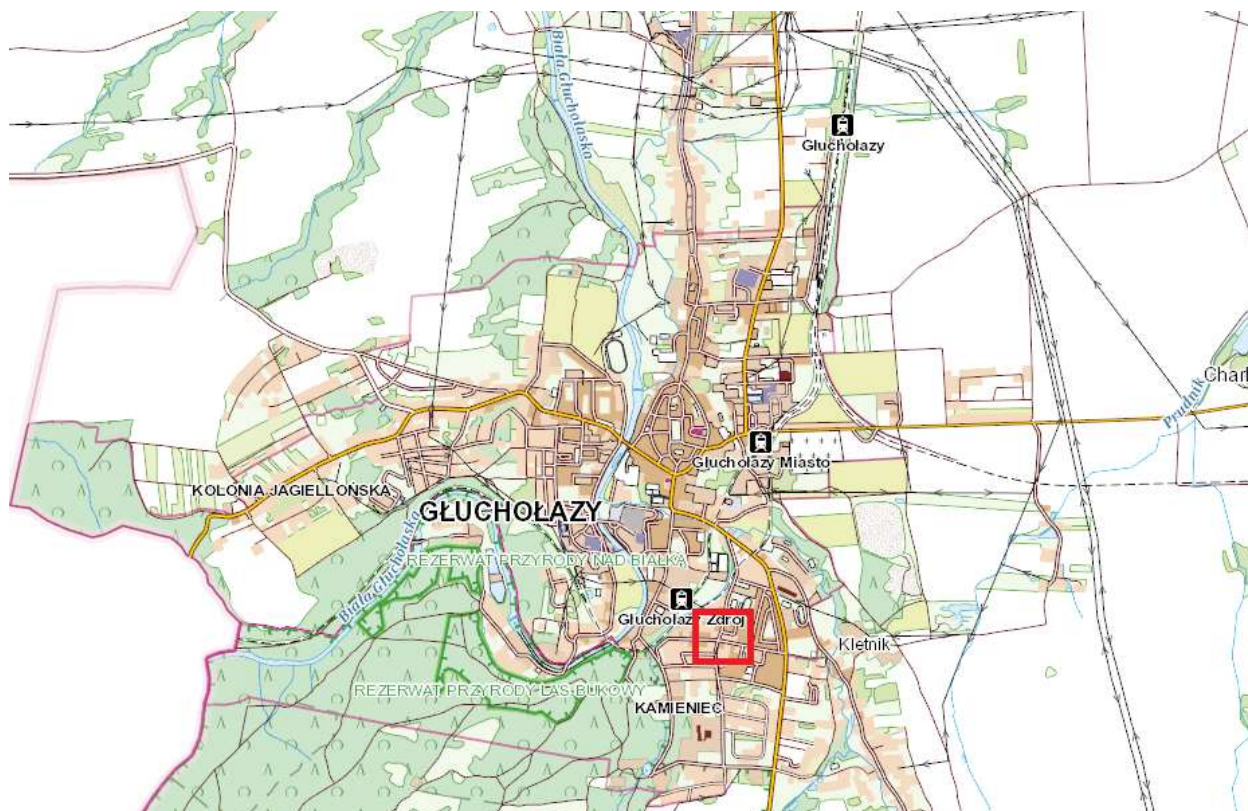 Biała Głuchołaska
Głuchołazy
Prudnik
Głuchołazy Miasto
KOLONIA JAGIELLOŃSKA
GŁUCHOŁAZY
Biała Głuchołaska
REZERWAT PRZYRODY NAD BIAŁKĄ
Głuchołazy Zdrój
Kletnik
REZERWAT PRZYRODY LAS BUKOWY
KAMIENIEC